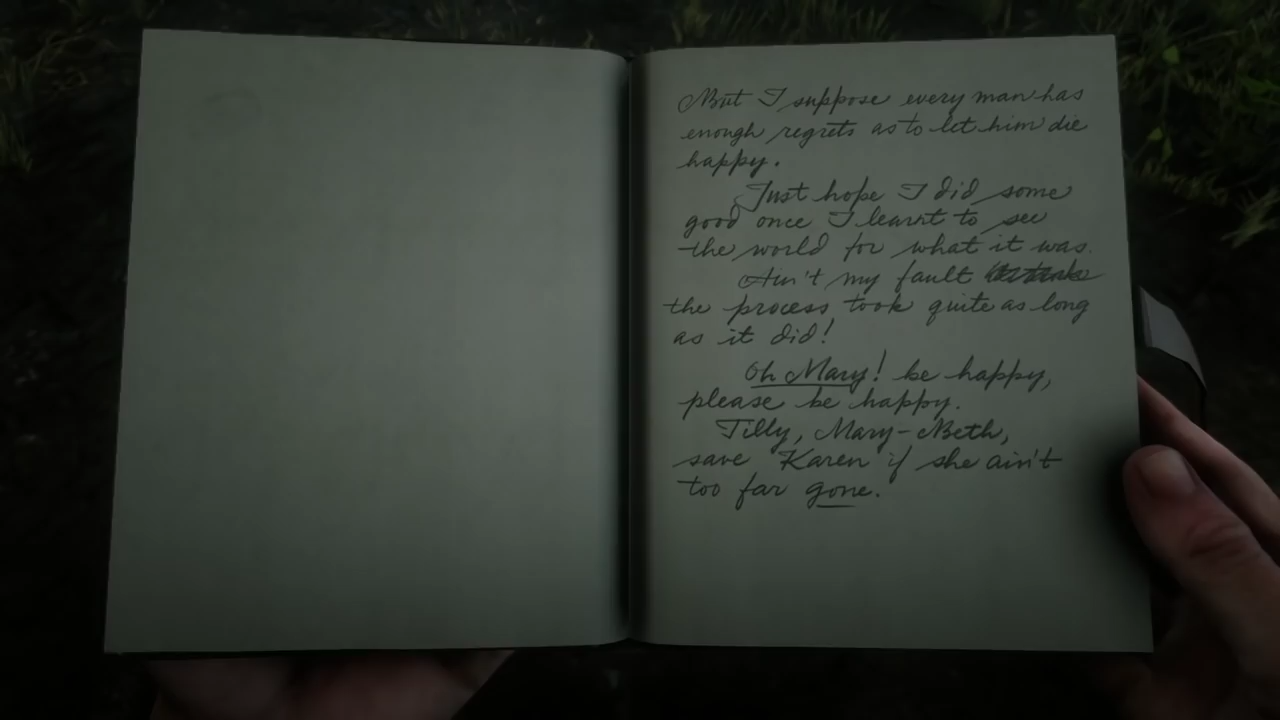 But I suppose every man has
enough regrets as to let him die
happy.
Just hope I did some
good once I learnt to see
the world for what it was.
Ain't my fault
the process took quite as long
as it did!
Oh Mary! be happy,
please be happy.
Tilly, Mary-Beth,
save Karen if she ain't
too far gone.